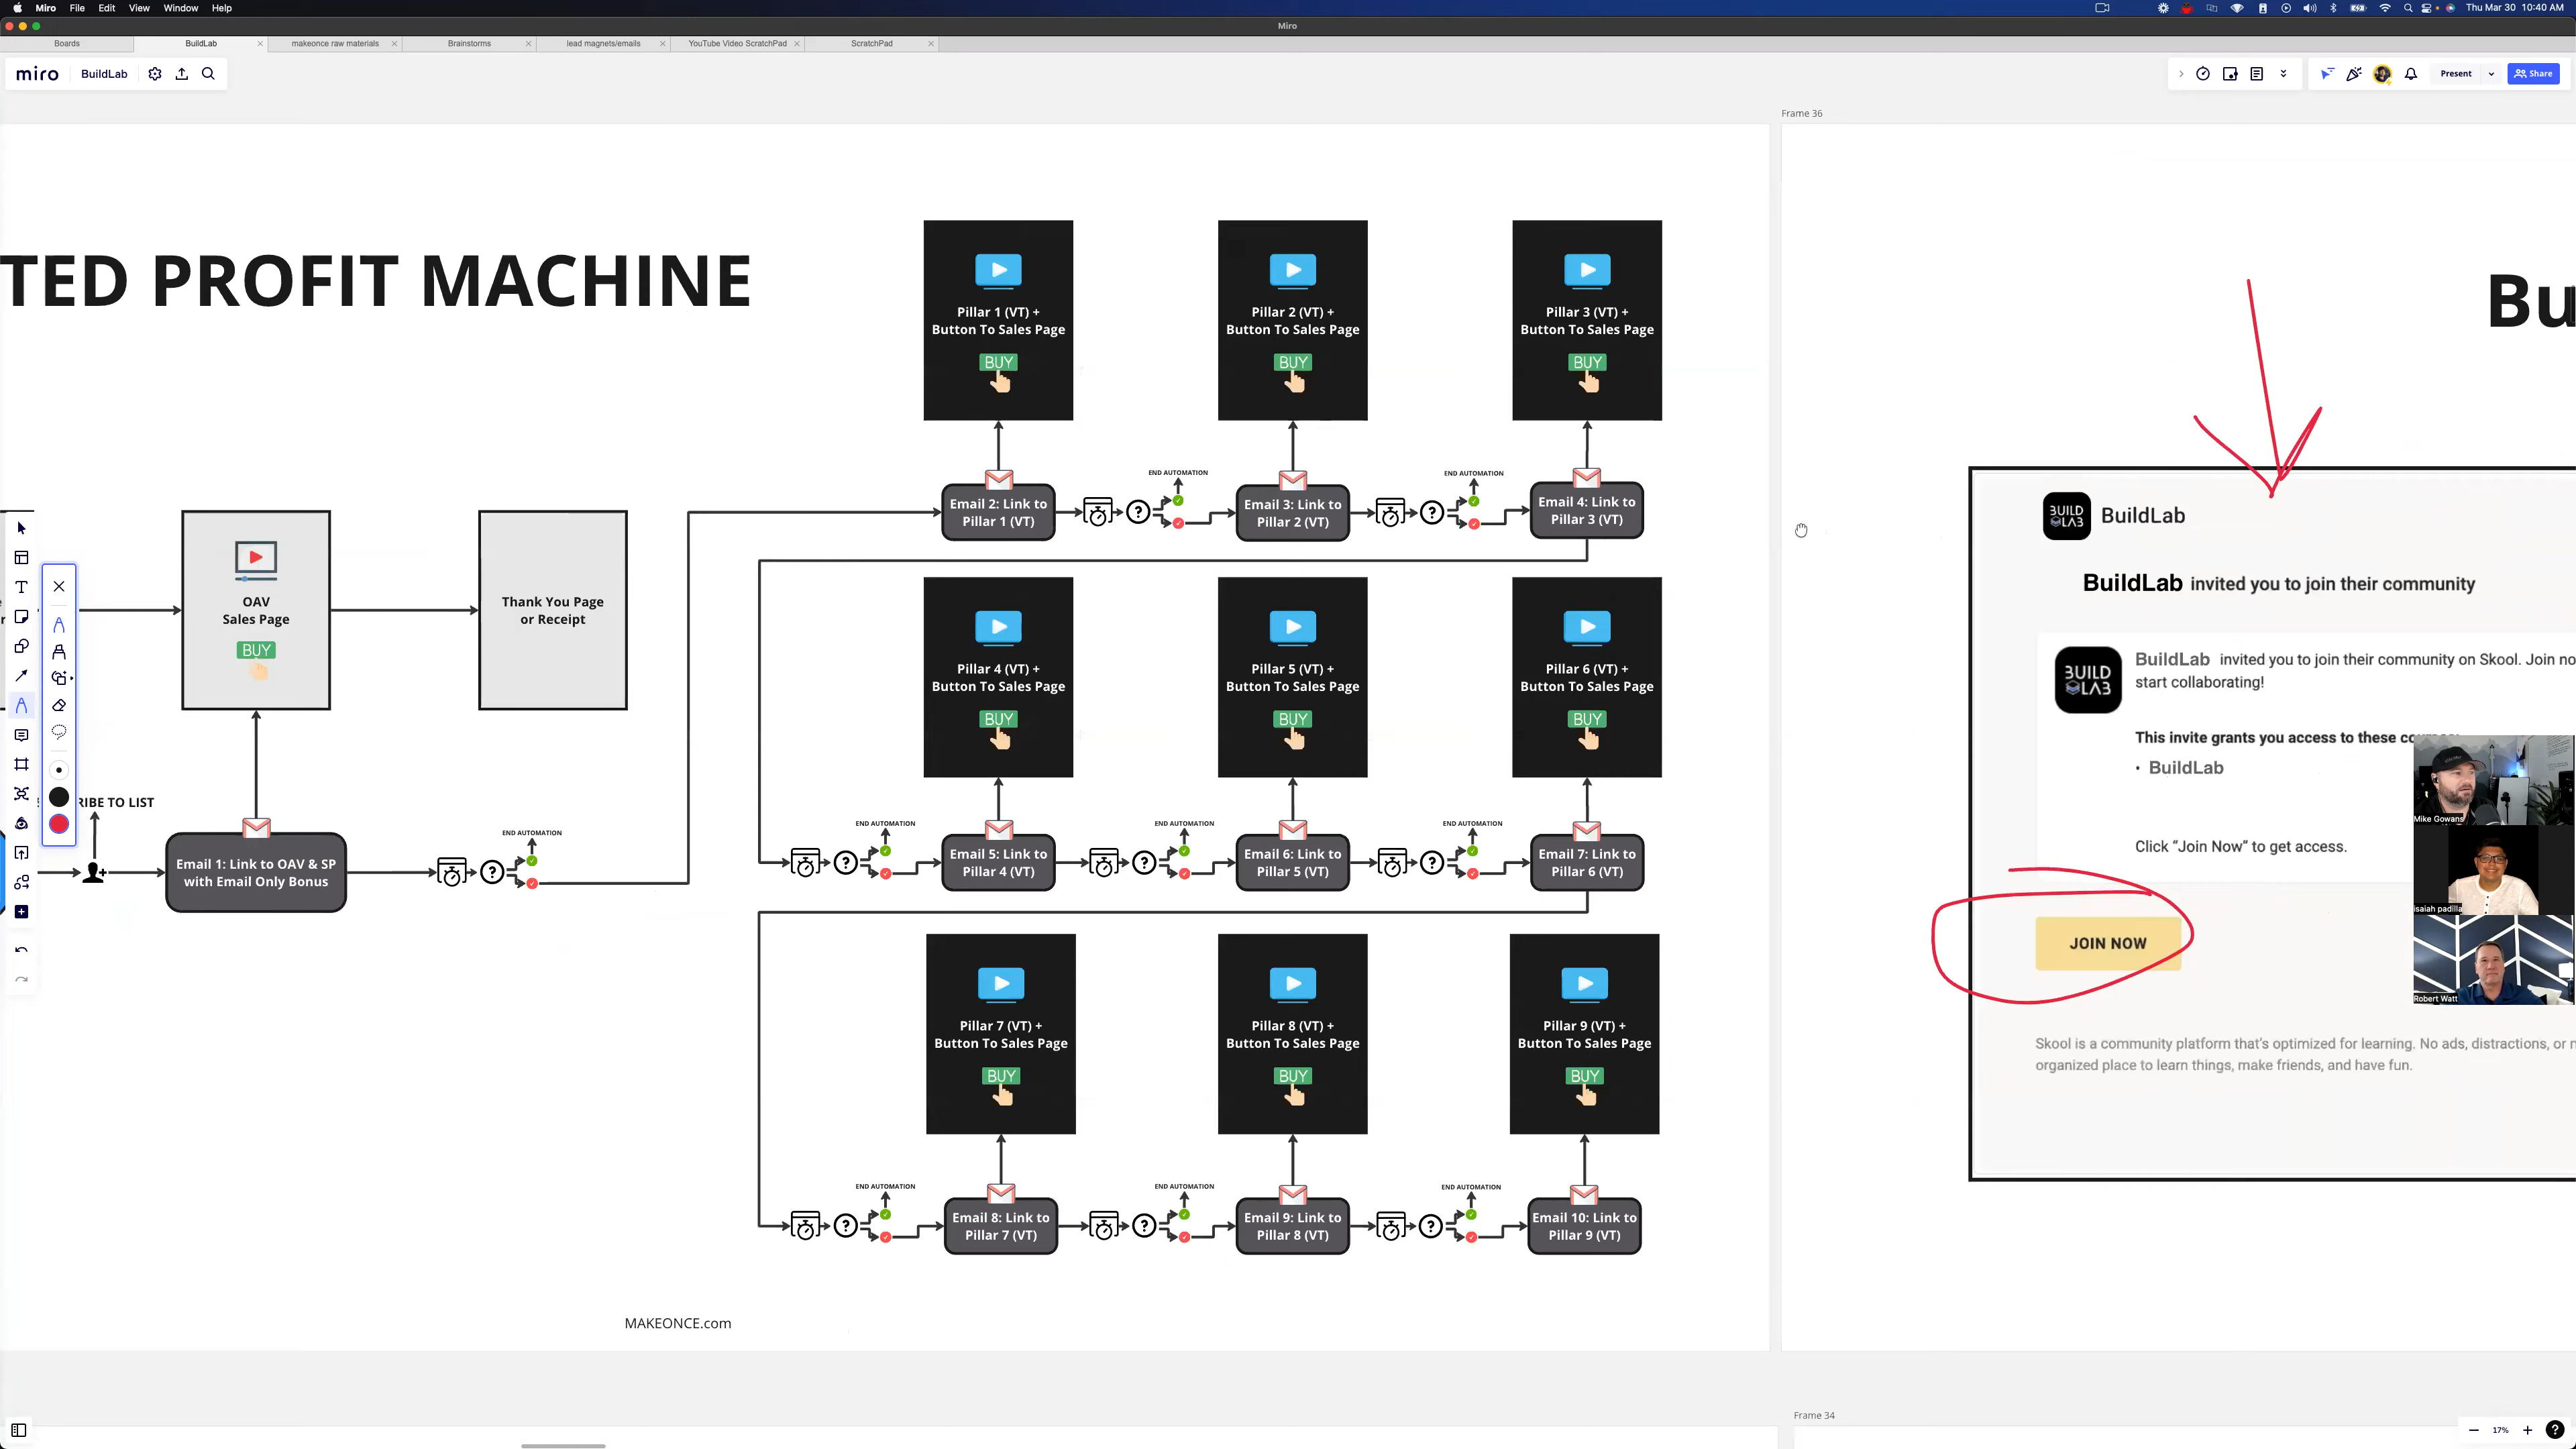 Miro File Edit View Window Help
Thu Mar 30 10:40 AM
Miro
Boards BuildLab makeonce raw materials Brainstorms lead magnets/emails YouTube Video ScratchPad ScratchPad
miro BuildLab
Present Share
Frame 36
TED PROFIT MACHINE
Bu
Pillar 1 (VT) +
Button To Sales Page
BUY
Pillar 2 (VT) +
Button To Sales Page
BUY
Pillar 3 (VT) +
Button To Sales Page
BUY
END AUTOMATION
END AUTOMATION
Email 2: Link to
Pillar 1 (VT)
Email 3: Link to
Pillar 2 (VT)
Email 4: Link to
Pillar 3 (VT)
OAV
Sales Page
BUY
Thank You Page
or Receipt
Pillar 4 (VT) +
Button To Sales Page
BUY
Pillar 5 (VT) +
Button To Sales Page
BUY
Pillar 6 (VT) +
Button To Sales Page
BUY
RIBE TO LIST
END AUTOMATION
END AUTOMATION
END AUTOMATION
END AUTOMATION
Email 1: Link to OAV & SP
with Email Only Bonus
Email 5: Link to
Pillar 4 (VT)
Email 6: Link to
Pillar 5 (VT)
Email 7: Link to
Pillar 6 (VT)
Pillar 7 (VT) +
Button To Sales Page
BUY
Pillar 8 (VT) +
Button To Sales Page
BUY
Pillar 9 (VT) +
Button To Sales Page
BUY
END AUTOMATION
END AUTOMATION
END AUTOMATION
Email 8: Link to
Pillar 7 (VT)
Email 9: Link to
Pillar 8 (VT)
Email 10: Link to
Pillar 9 (VT)
MAKEONCE.com
BUILD
LAB
BuildLab
BuildLab invited you to join their community
BUILD
LAB
BuildLab invited you to join their community on Skool. Join no
start collaborating!
This invite grants you access to these
• BuildLab
Click “Join Now” to get access.
JOIN NOW
Skool is a community platform that's optimized for learning. No ads, distractions, or
organized place to learn things, make friends, and have fun.
Mike Gowans
isaiah padilla
Robert Watt
Frame 34
17%